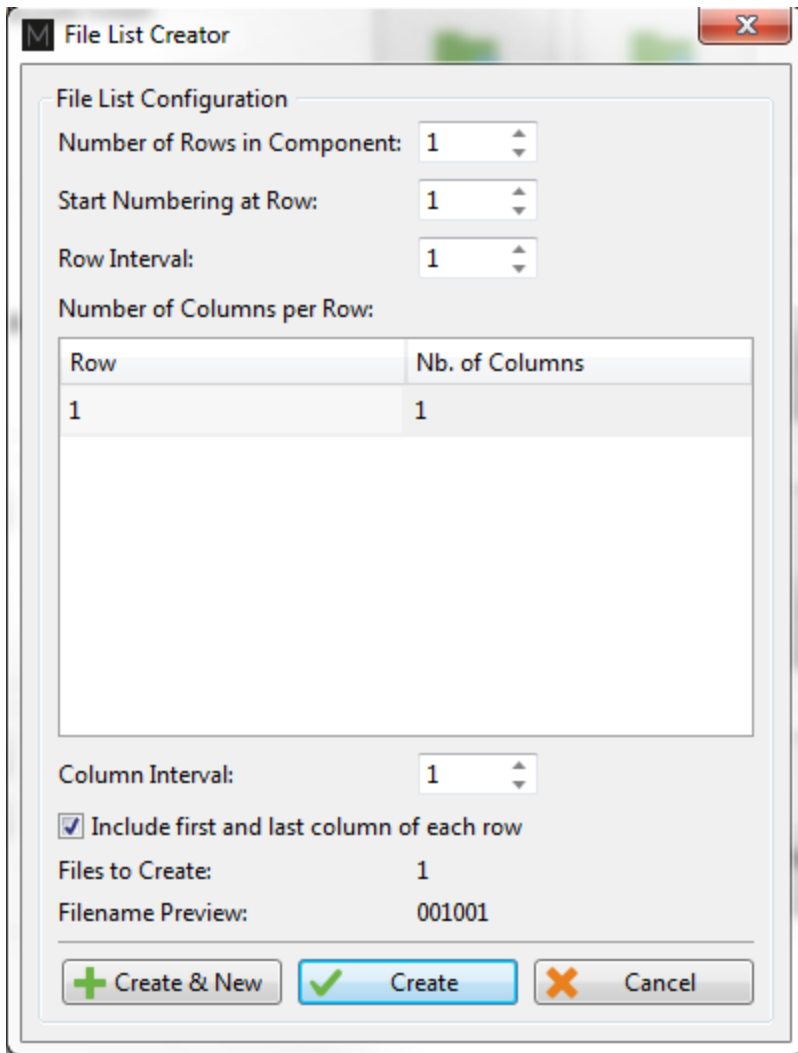 M File List Creator
File List Configuration
Number of Rows in Component: 1
Start Numbering at Row: 1
Row Interval: 1
Number of Columns per Row:
Row Nb. of Columns
1 1
Column Interval: 1
Include first and last column of each row
Files to Create: 1
Filename Preview: 001001
Create & New Create Cancel